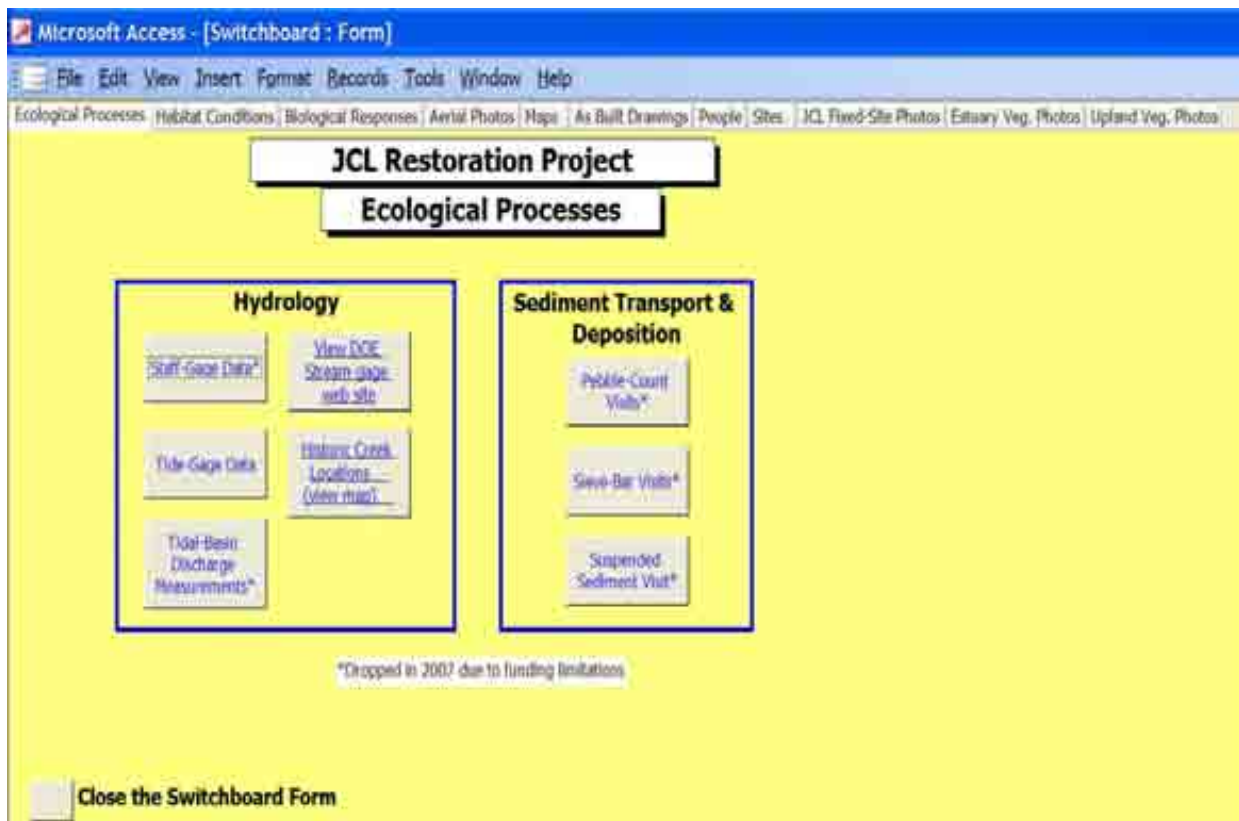 Microsoft Access - [Switchboard : Form]
File Edit View Insert Format Records Tools Window Help
Ecological Processes Habitat Conditions Biological Responses Aerial Photos Maps As Built Drawings People Sites JCL Fixed-Site Photos Estuary Veg. Photos Upland Veg. Photos
JCL Restoration Project
Ecological Processes
Hydrology
Staff-Gage Data*
View DOE
Stream gage
web site
Tide-Gage Data
Historic Creek
Locations
(view map)
Tidal-Basin
Discharge
Measurements*
Sediment Transport &
Deposition
Pebble-Count
Visits*
Sieve-Bar Visits*
Suspended
Sediment Visit*
*Dropped in 2007 due to funding limitations
Close the Switchboard Form